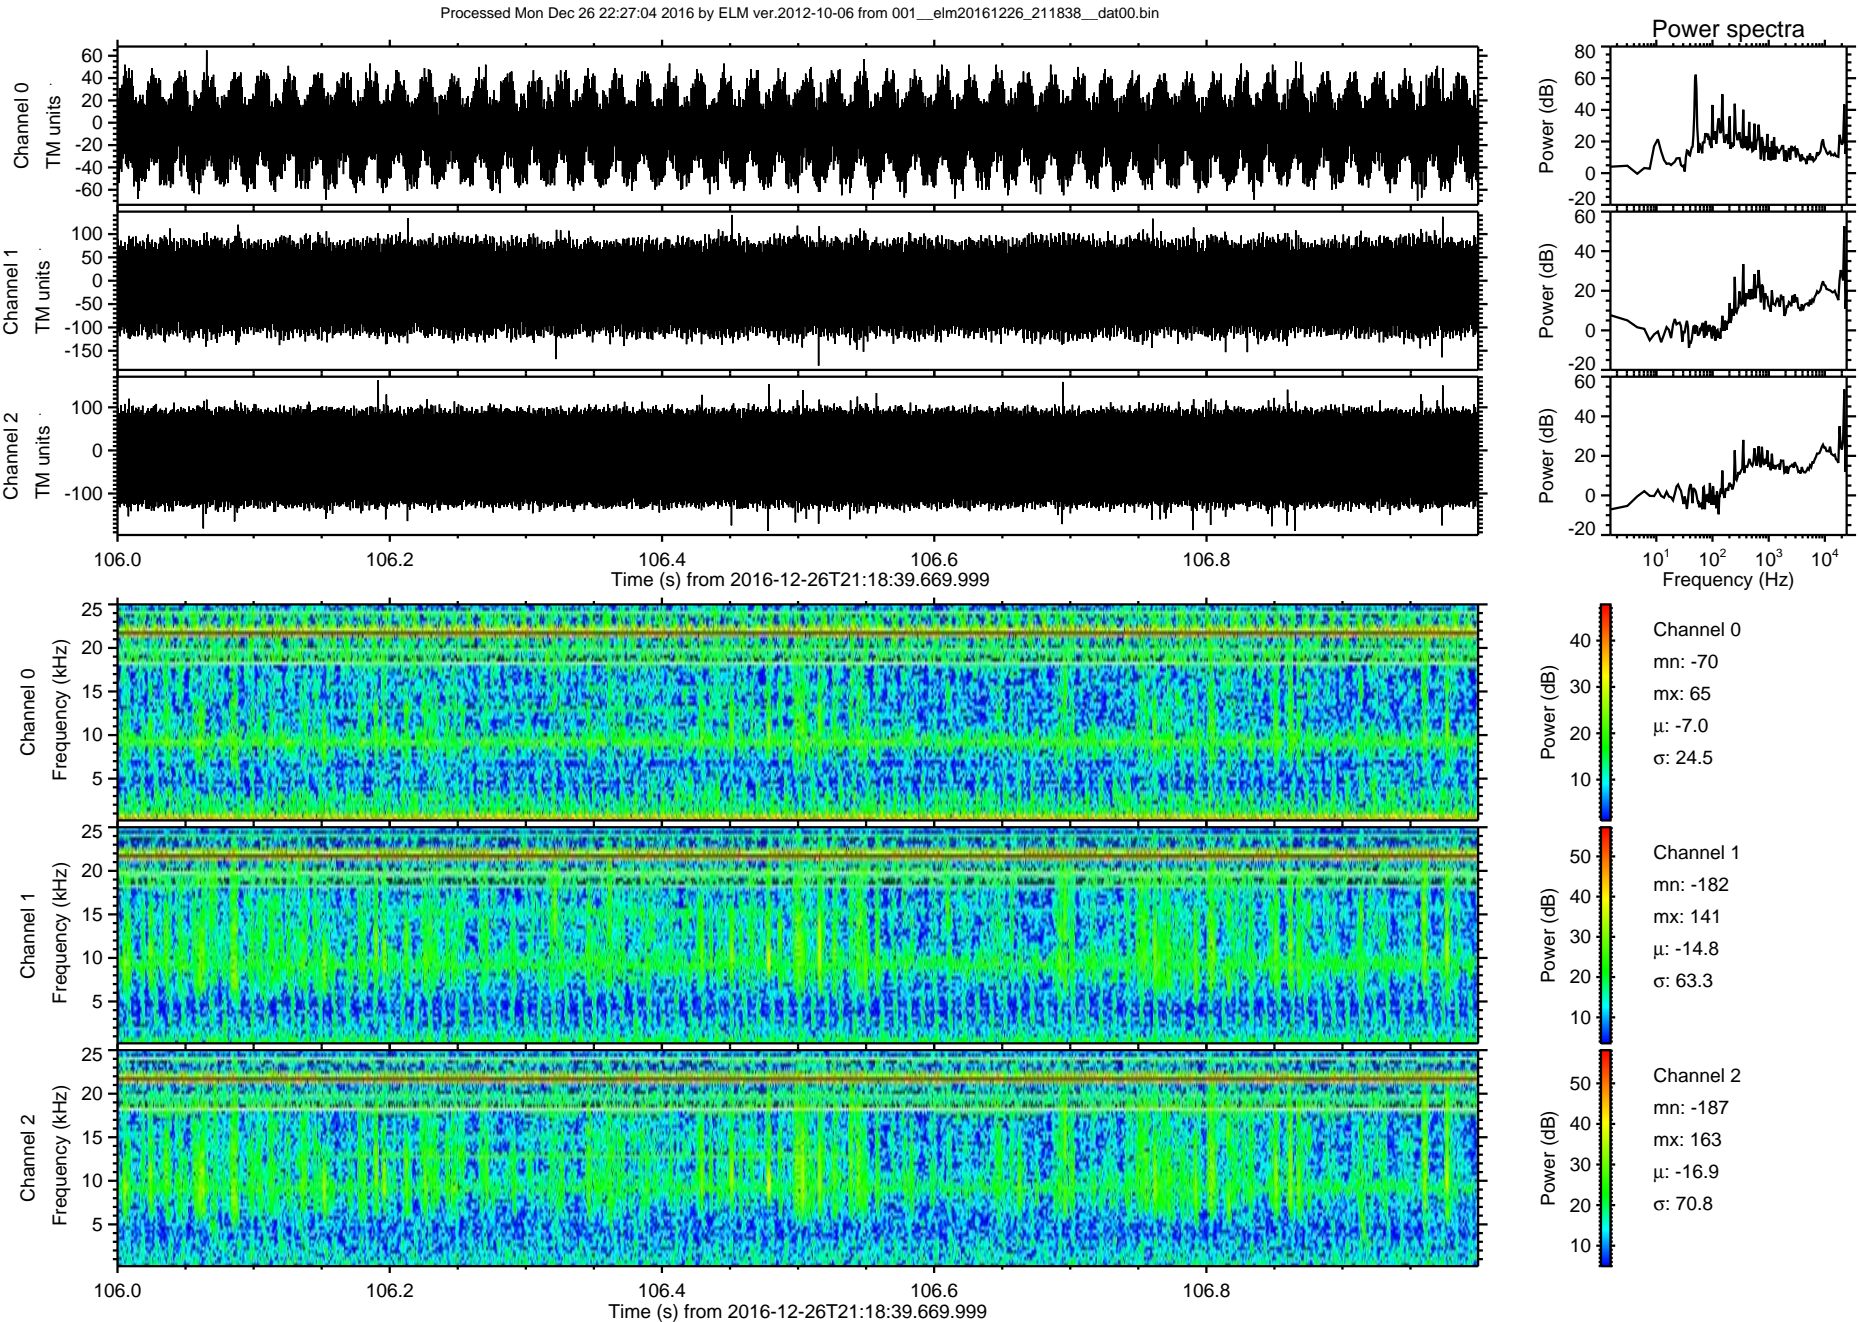 Processed Mon Dec 26 22:27:04 2016 by ELM ver.2012-10-06 from 001__elm20161226_211838__dat00.bin
Power spectra
Channel 0
TM units
60
40
20
0
-20
-40
-60
Power (dB)
80
60
40
20
0
-20
Channel 1
TM units
100
50
0
-50
-100
-150
Power (dB)
60
40
20
0
-20
Channel 2
TM units
100
0
-100
Power (dB)
60
40
20
0
-20
106.0 106.2 106.4 106.6 106.8
Time (s) from 2016-12-26T21:18:39.669.999
10¹ 10² 10³ 10⁴
Frequency (Hz)
Channel 0
Frequency (kHz)
25
20
15
10
5
Power (dB)
40
30
20
10
Channel 0
mn: -70
mx: 65
μ: -7.0
σ: 24.5
Channel 1
Frequency (kHz)
25
20
15
10
5
Power (dB)
50
40
30
20
10
Channel 1
mn: -182
mx: 141
μ: -14.8
σ: 63.3
Channel 2
Frequency (kHz)
25
20
15
10
5
Power (dB)
50
40
30
20
10
Channel 2
mn: -187
mx: 163
μ: -16.9
σ: 70.8
106.0 106.2 106.4 106.6 106.8
Time (s) from 2016-12-26T21:18:39.669.999